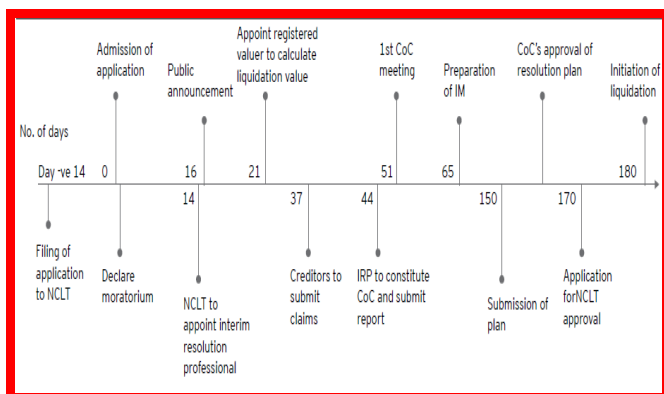 Admission of
application
Public
announcement
Appoint registered
valuer to calculate
liquidation value
1st CoC
meeting
Preparation
of IM
CoC's approval of
resolution plan
Initiation of
liquidation
No. of days
Day -ve 14 0 16 21 51 65 180
14 37 44 150 170
Filing of
application
to NCLT
Declare
moratorium
NCLT to
appoint interim
resolution
professional
Creditors to
submit
claims
IRP to constitute
CoC and submit
report
Submission of
plan
Application
forNCLT
approval